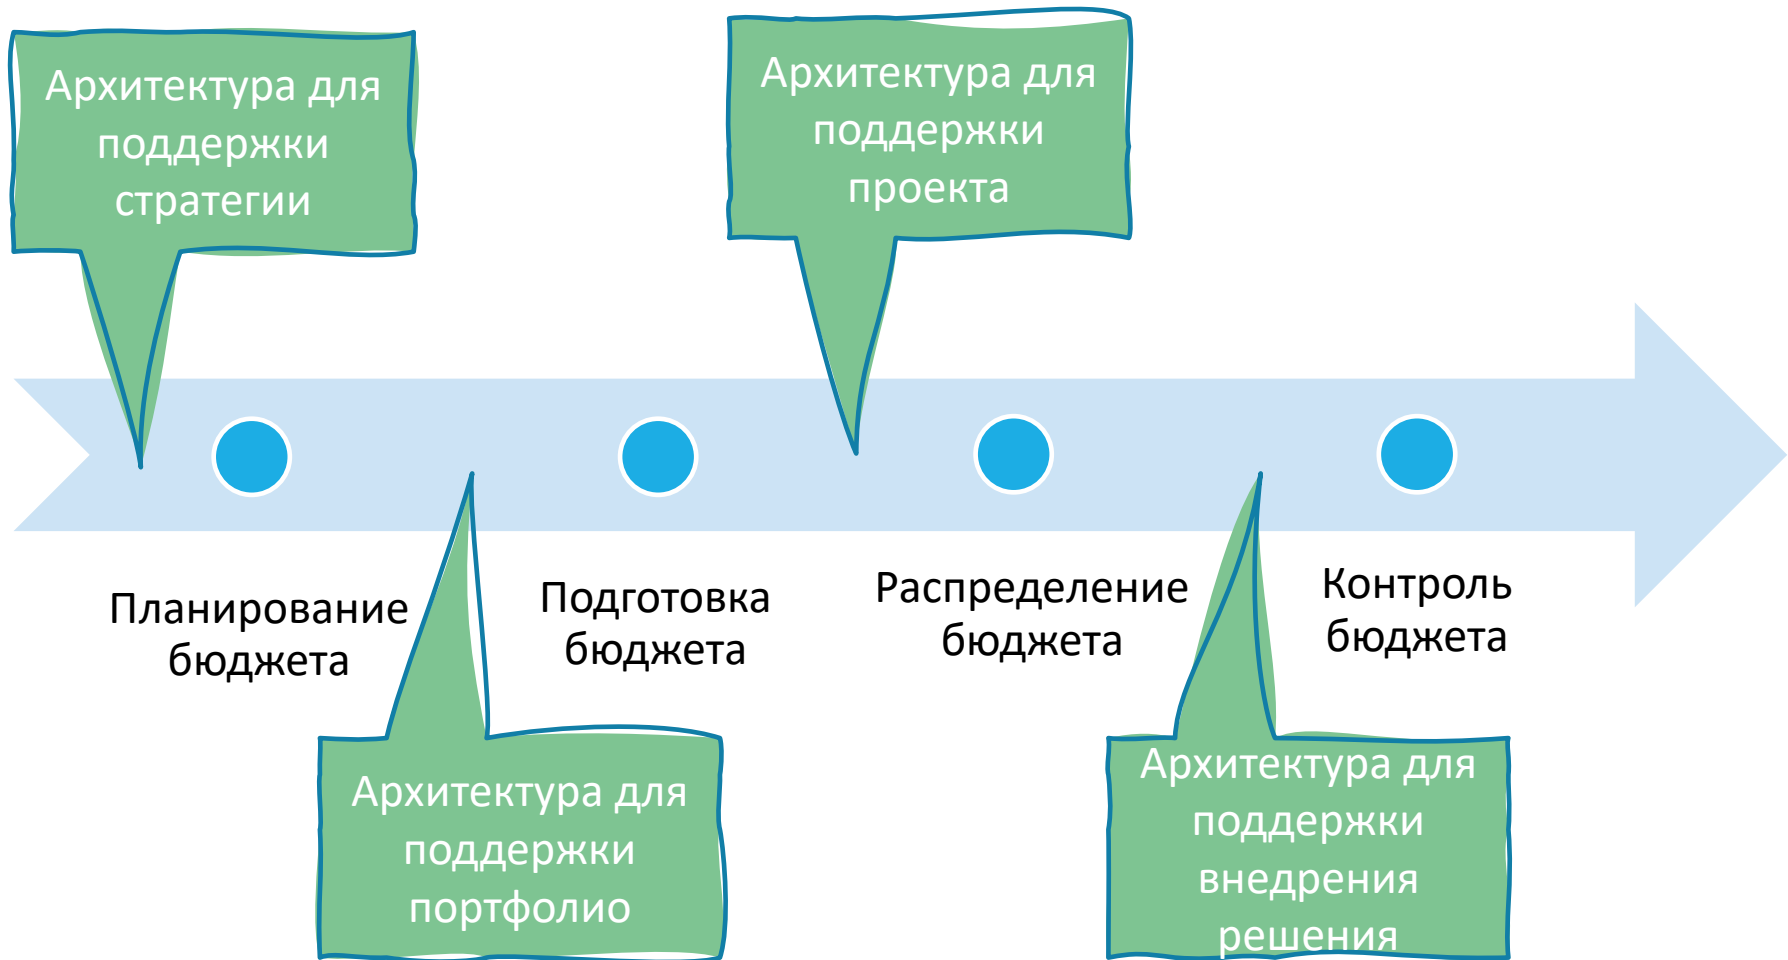 Архитектура для
поддержки
стратегии
Архитектура для
поддержки
проекта
Планирование
бюджета
Подготовка
бюджета
Распределение
бюджета
Контроль
бюджета
Архитектура для
поддержки
портфолио
Архитектура для
поддержки
внедрения
решения